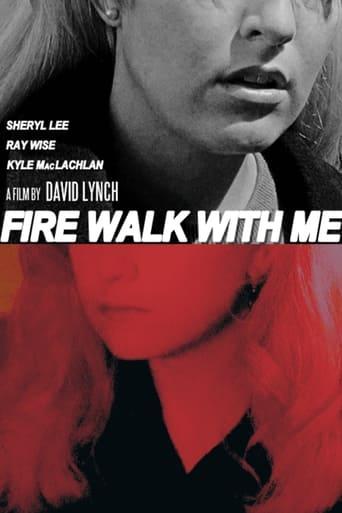 SHERYL LEE
RAY WISE
KYLE MACLACHLAN
A FILM BY DAVID LYNCH
FIRE WALK WITH ME